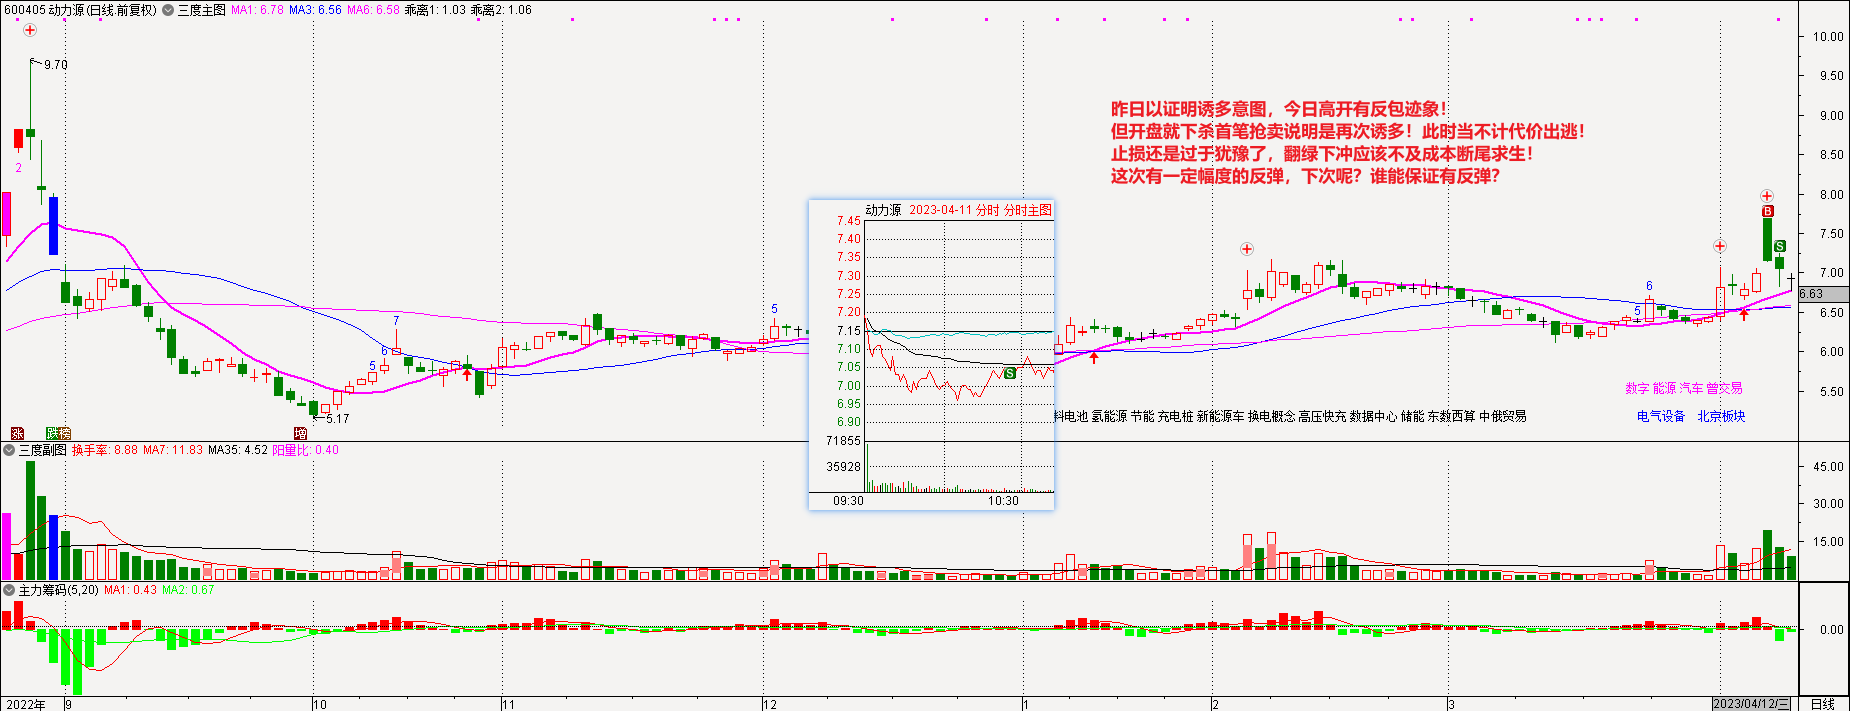 600405 动力源(日线.前复权) 三度主图 MA1: 6.78 MA3: 6.56 MA6: 6.58 乖离1: 1.03 乖离2: 1.06
10.00
9.70
9.50
9.00
8.50
8.00
7.50
7.00
6.63
6.50
6.00
5.50
昨日以证明诱多意图，今日高开有反包迹象！
但开盘就下杀首笔抢卖说明是再次诱多！此时当不计代价出逃！
止损还是过于犹豫了，翻绿下冲应该不及成本断尾求生！
这次有一定幅度的反弹，下次呢？谁能保证有反弹？
2
5
6
7
5
5
6
B
S
5.17
涨
跌 榜
增
动力源 2023-04-11 分时 分时主图
7.45
7.40
7.35
7.30
7.25
7.20
7.15
7.10
7.05
7.00
6.95
6.90
S
71855
35928
09:30 10:30
数字 能源 汽车 曾交易
料电池 氢能源 节能 充电桩 新能源车 换电概念 高压快充 数据中心 储能 东数西算 中俄贸易
电气设备 北京板块
三度副图 换手率: 8.88 MA7: 11.83 MA35: 4.52 阳量比: 0.40
45.00
30.00
15.00
主力筹码(5,20) MA1: 0.43 MA2: 0.67
0.00
2022年 9 10 11 12 1 2 3 2023/04/12/三 日线